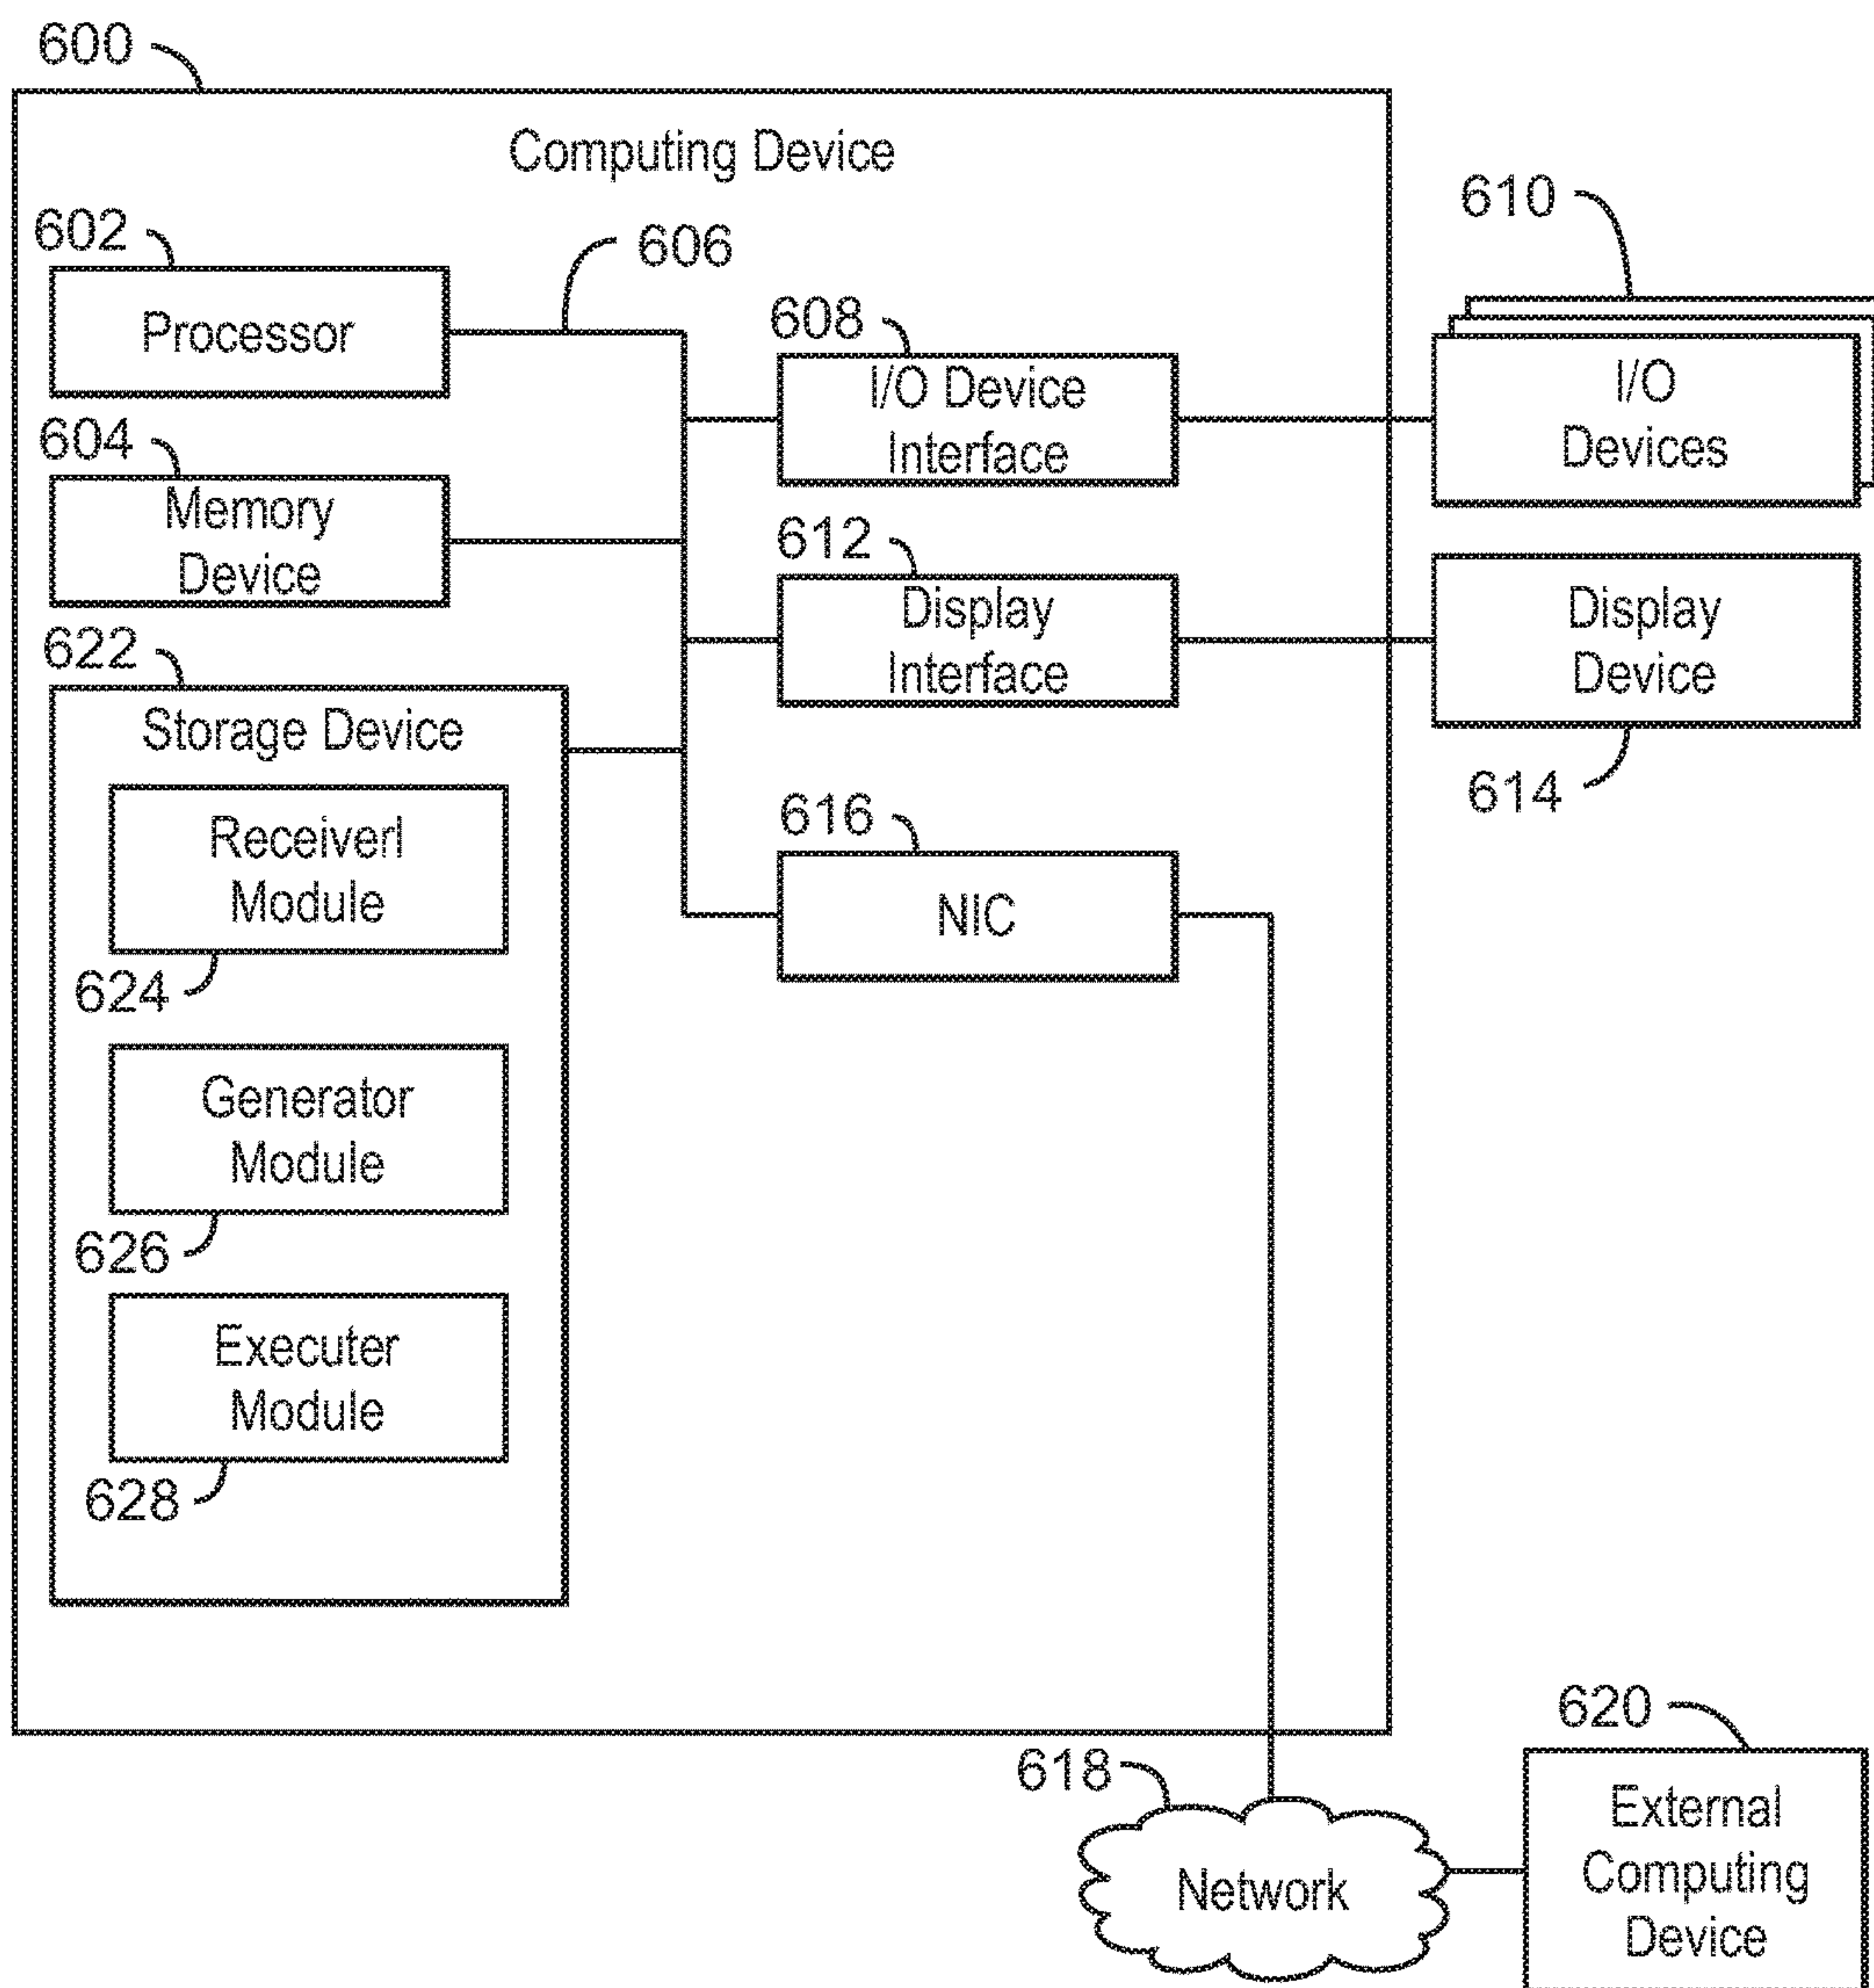 600
Computing Device
602
Processor
606
604
Memory
Device
608
I/O Device
Interface
610
I/O
Devices
612
Display
Interface
Display
Device
614
622
Storage Device
Receiverl
Module
624
Generator
Module
626
Executer
Module
628
616
NIC
618
Network
620
External
Computing
Device